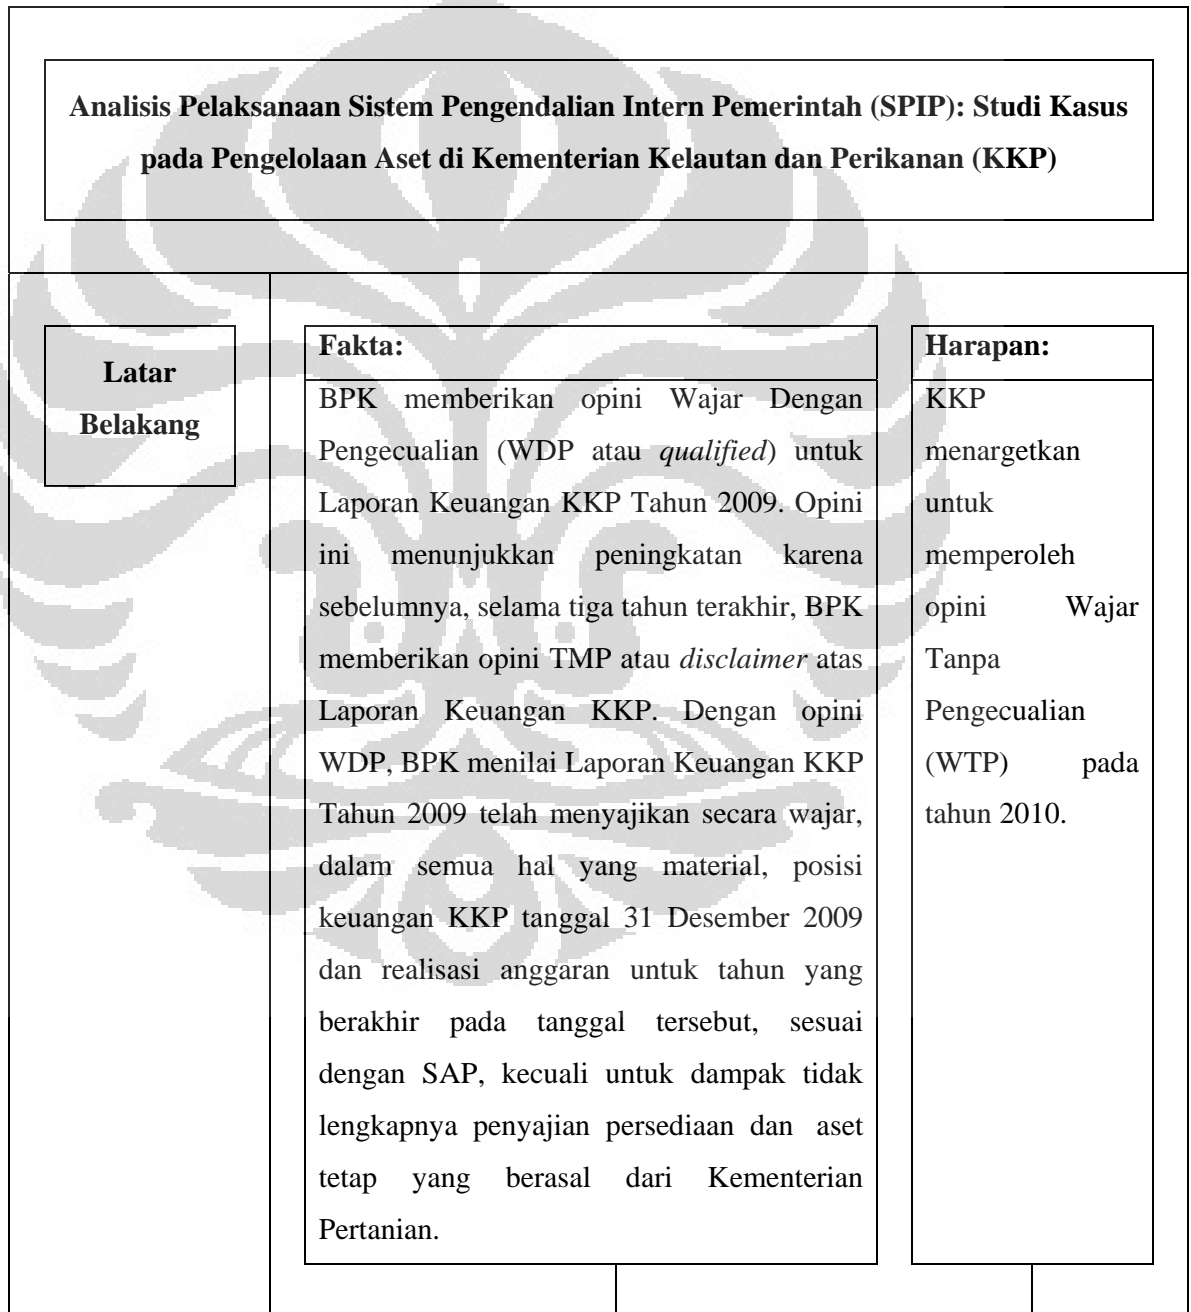 Analisis Pelaksanaan Sistem Pengendalian Intern Pemerintah (SPIP): Studi Kasus
pada Pengelolaan Aset di Kementerian Kelautan dan Perikanan (KKP)
Latar
Belakang
Fakta:
BPK memberikan opini Wajar Dengan
Pengecualian (WDP atau qualified) untuk
Laporan Keuangan KKP Tahun 2009. Opini
ini menunjukkan peningkatan karena
sebelumnya, selama tiga tahun terakhir, BPK
memberikan opini TMP atau disclaimer atas
Laporan Keuangan KKP. Dengan opini
WDP, BPK menilai Laporan Keuangan KKP
Tahun 2009 telah menyajikan secara wajar,
dalam semua hal yang material, posisi
keuangan KKP tanggal 31 Desember 2009
dan realisasi anggaran untuk tahun yang
berakhir pada tanggal tersebut, sesuai
dengan SAP, kecuali untuk dampak tidak
lengkapnya penyajian persediaan dan aset
tetap yang berasal dari Kementerian
Pertanian.
Harapan:
KKP
menargetkan
untuk
memperoleh
opini Wajar
Tanpa
Pengecualian
(WTP) pada
tahun 2010.